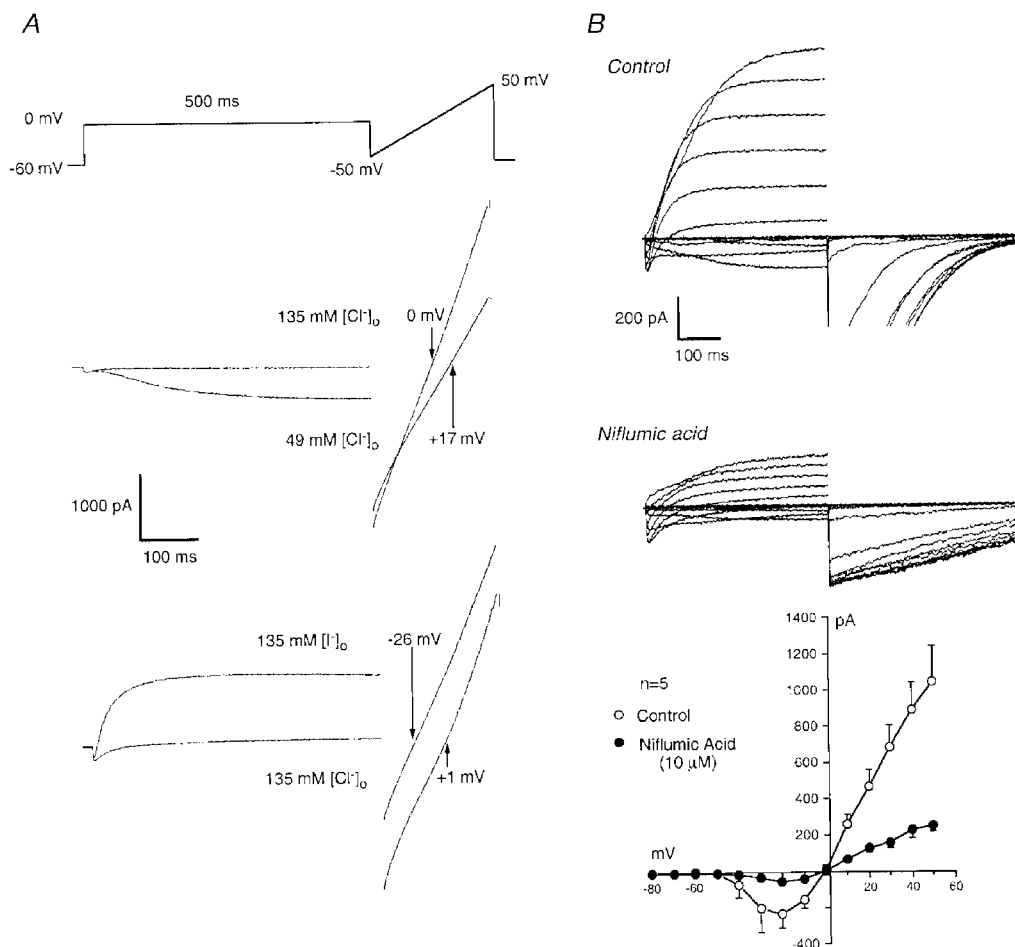 A
50 mV
500 ms
0 mV
-60 mV
-50 mV
135 mM [Cl-]o
0 mV
49 mM [Cl-]o
+17 mV
1000 pA
100 ms
135 mM [I-]o
-26 mV
135 mM [Cl-]o
+1 mV
B
Control
200 pA
100 ms
Niflumic acid
1400
pA
1200
n=5
1000
Control
Niflumic Acid
(10 µM)
800
600
400
200
mV
-80
-60
20
40
60
-400